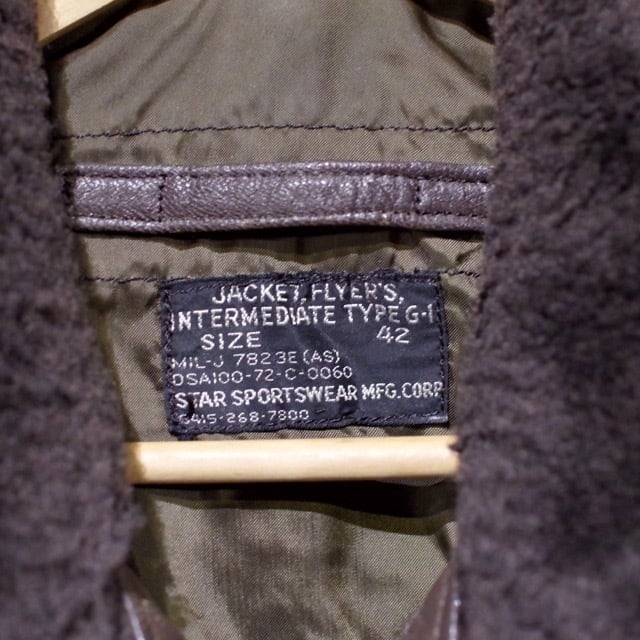 JACKET, FLYER'S,
INTERMEDIATE TYPE G-1
SIZE 42
MIL-J 7823E (AS)
DSA100-72-C-0060
STAR SPORTSWEAR MFG. CORP.
8415-268-7800